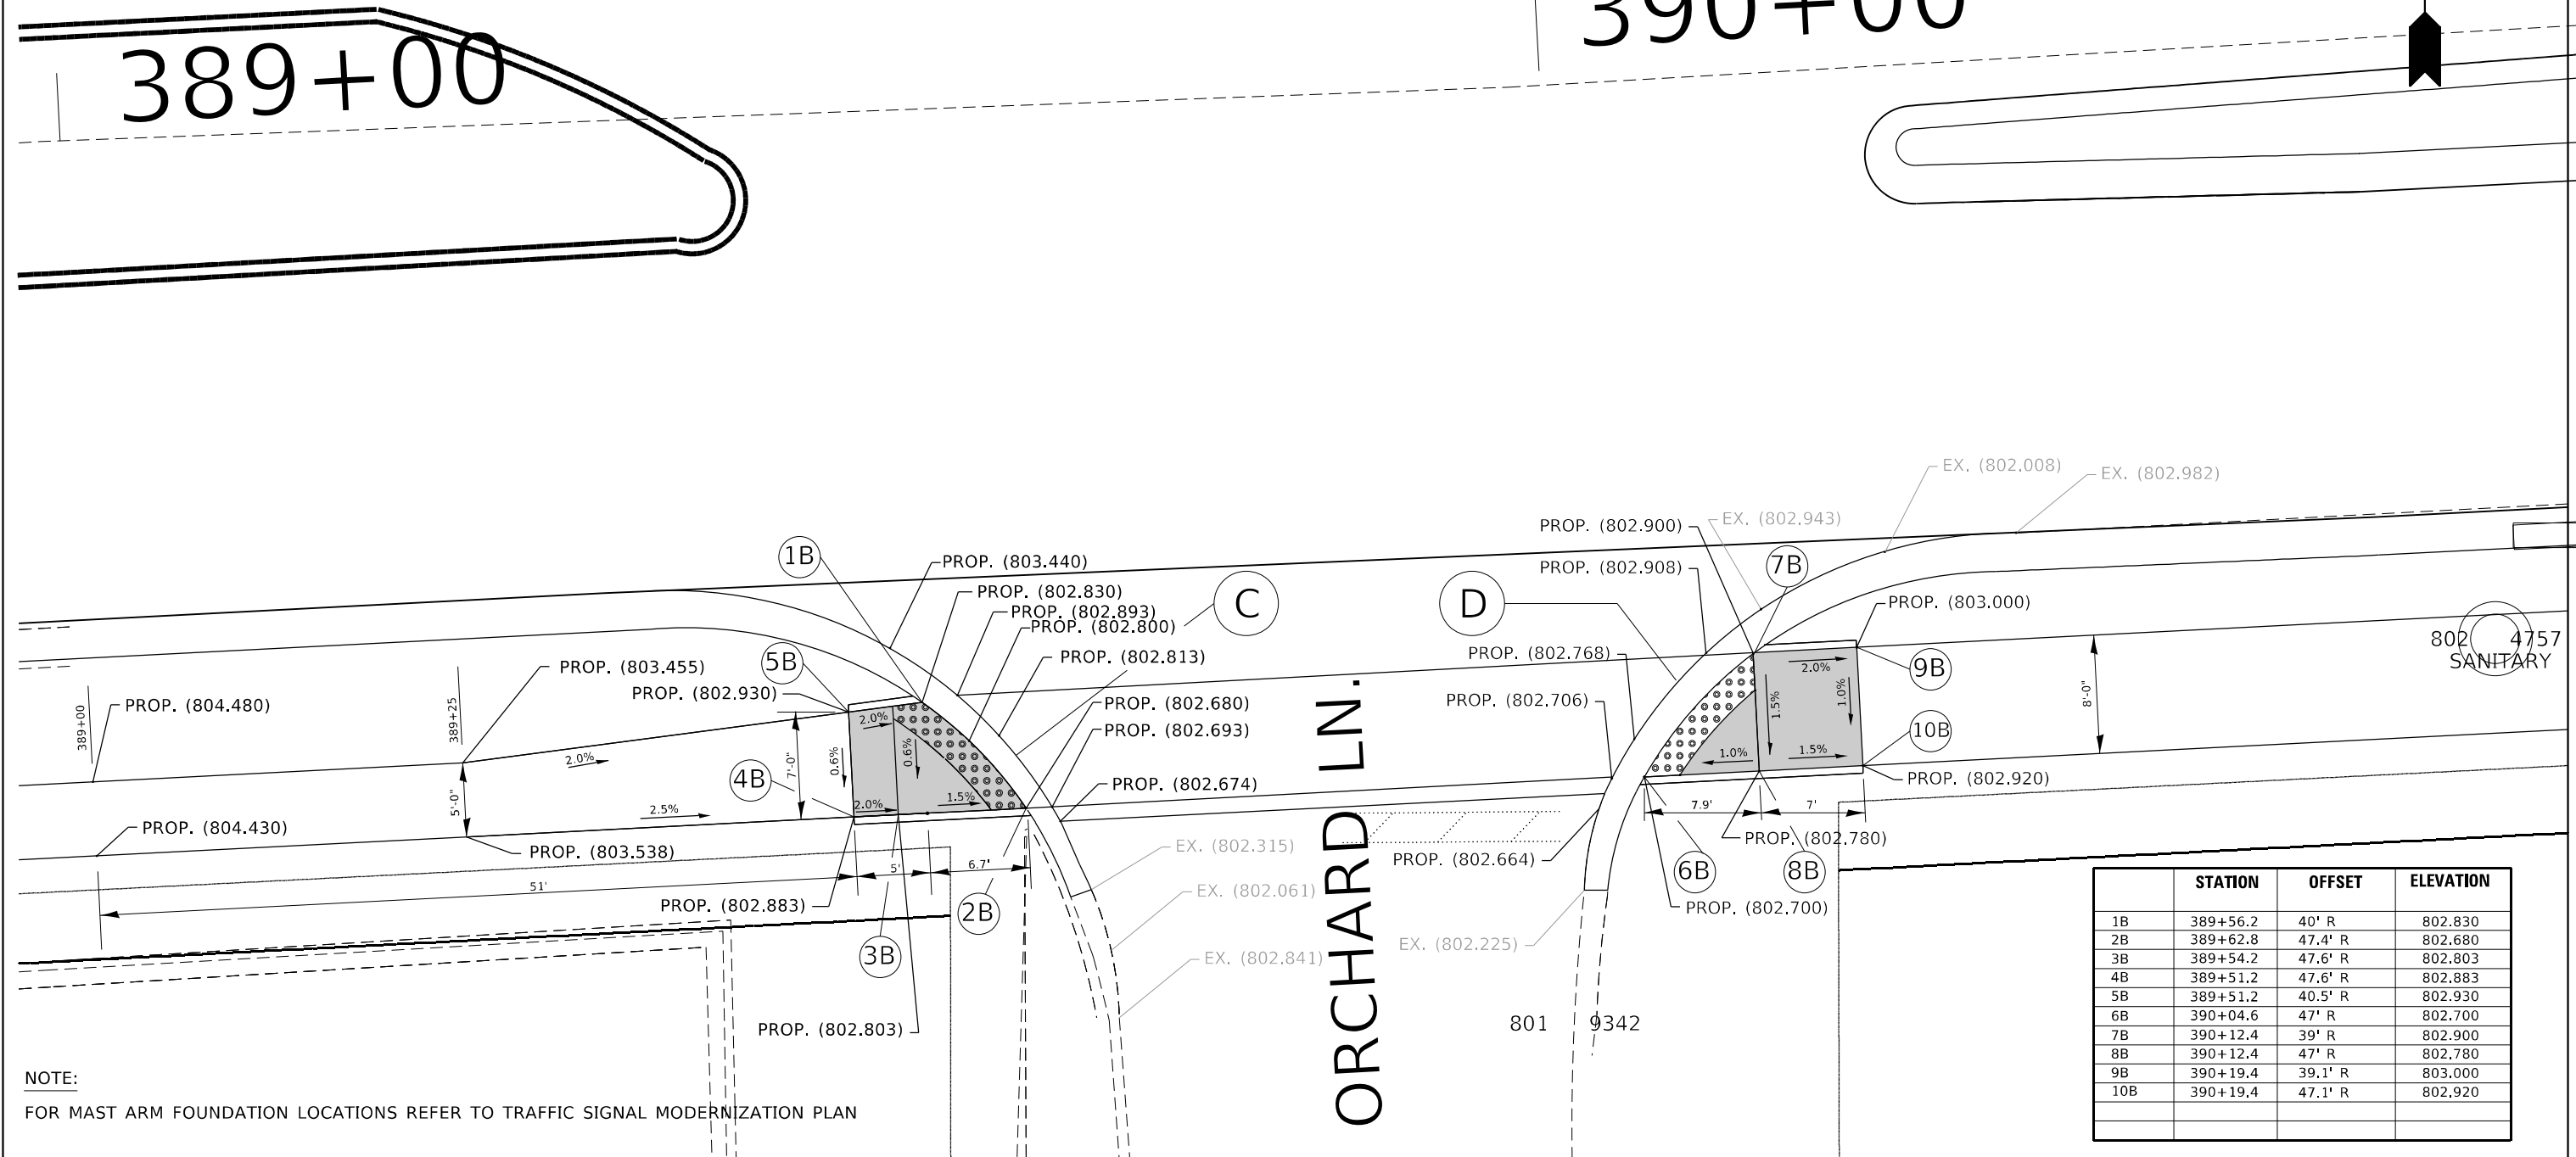 389+00
390+00
EX. (802.008)
EX. (802.982)
PROP. (802.900)
EX. (802.943)
1B
PROP. (803.440)
PROP. (802.908)
7B
PROP. (802.830)
PROP. (802.893)
PROP. (802.800)
C
D
PROP. (803.000)
PROP. (802.813)
5B
PROP. (803.455)
PROP. (802.930)
PROP. (802.768)
9B
802 4757
SANITARY
389+00
PROP. (804.480)
389+25
2.0%
PROP. (802.680)
PROP. (802.693)
PROP. (802.706)
2.0%
1.5%
1.0%
8'-0"
10B
2.0%
7'-0"
0.6%
0.6%
4B
1.0%
1.5%
PROP. (802.920)
PROP. (802.674)
5'-0"
2.5%
2.0%
1.5%
7.9'
7'
PROP. (804.430)
PROP. (803.538)
EX. (802.315)
PROP. (802.664)
PROP. (802.780)
51'
5'
6.7'
6B
8B
EX. (802.061)
PROP. (802.883)
2B
PROP. (802.700)
3B
EX. (802.841)
EX. (802.225)
ORCHARD LN.
PROP. (802.803)
801 9342
STATION OFFSET ELEVATION
1B 389+56.2 40' R 802.830
2B 389+62.8 47.4' R 802.680
3B 389+54.2 47.6' R 802.803
4B 389+51.2 47.6' R 802.883
5B 389+51.2 40.5' R 802.930
6B 390+04.6 47' R 802.700
7B 390+12.4 39' R 802.900
8B 390+12.4 47' R 802.780
9B 390+19.4 39.1' R 803.000
10B 390+19.4 47.1' R 802.920
NOTE:
FOR MAST ARM FOUNDATION LOCATIONS REFER TO TRAFFIC SIGNAL MODERNIZATION PLAN